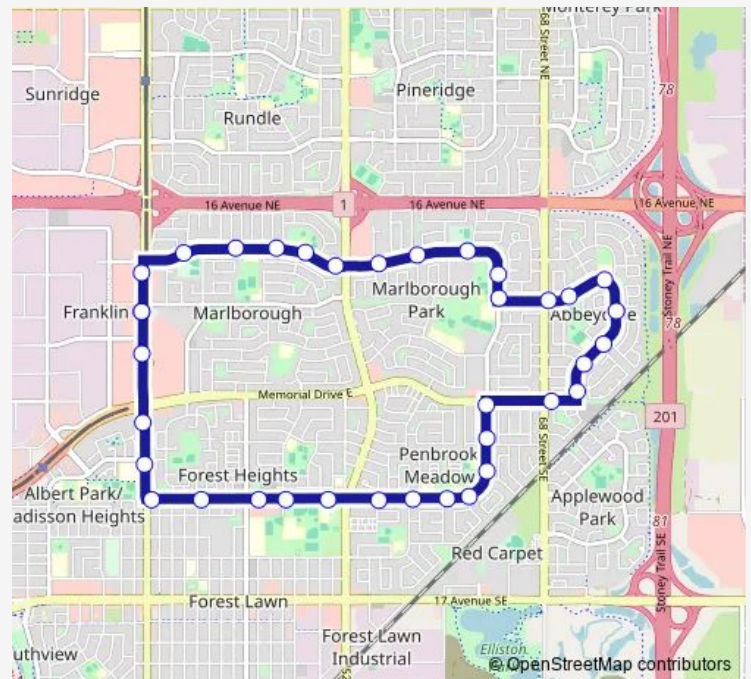 Monterey Park
68 Street NE
Sunridge
Pineridge
78
Rundle
16 Avenue NE
1
16 Avenue NE
16 Avenue NE
Stoney Trail NE
Marlborough
Park
Franklin
Marlborough
78
Memorial Drive E
201
68 Street SE
Penbrook
Meadow
Forest Heights
Albert Park/
adisson Heights
Applewood
Park
81
Red Carpet
Stoney Trail SE
Forest Lawn
17 Avenue SE
Forest Lawn
Industrial
uthview
Elliston
© OpenStreetMap contributors